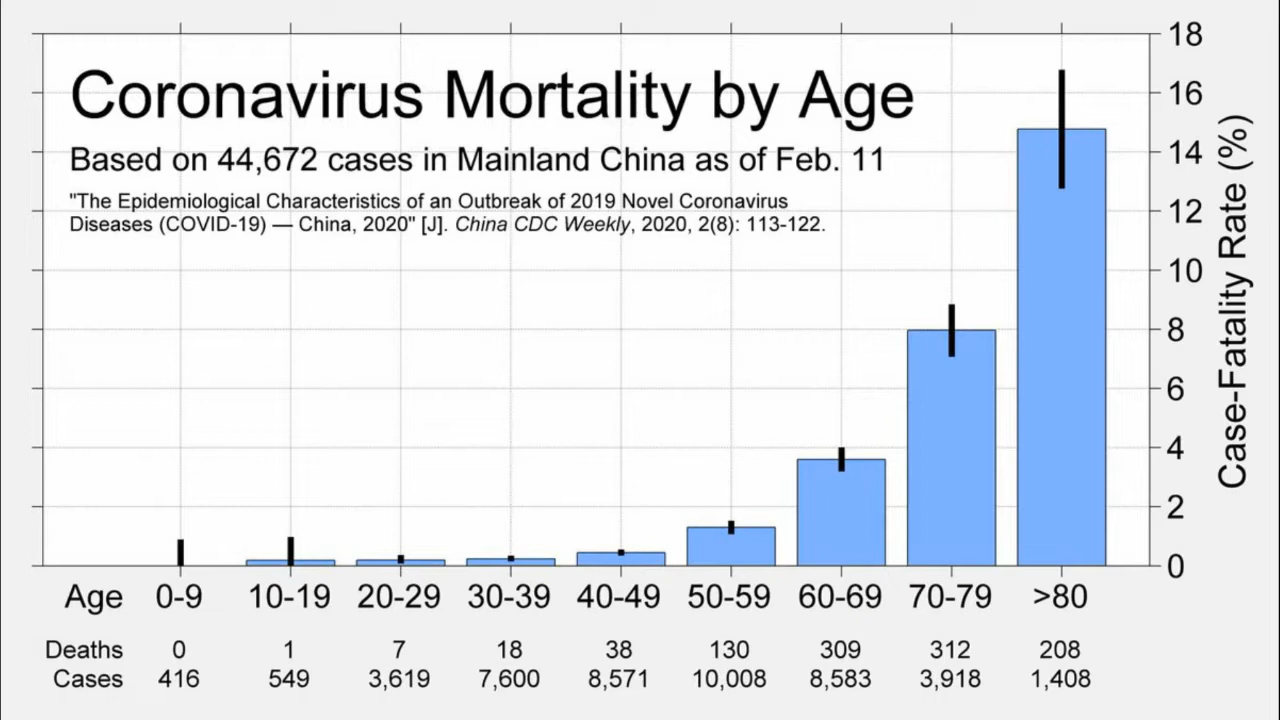 Coronavirus Mortality by Age
Based on 44,672 cases in Mainland China as of Feb. 11
"The Epidemiological Characteristics of an Outbreak of 2019 Novel Coronavirus
Diseases (COVID-19) — China, 2020" [J]. China CDC Weekly, 2020, 2(8): 113-122.
18
16
14
12
10
8
6
4
2
0
Case-Fatality Rate (%)
Age 0-9 10-19 20-29 30-39 40-49 50-59 60-69 70-79 >80
Deaths 0 1 7 18 38 130 309 312 208
Cases 416 549 3,619 7,600 8,571 10,008 8,583 3,918 1,408